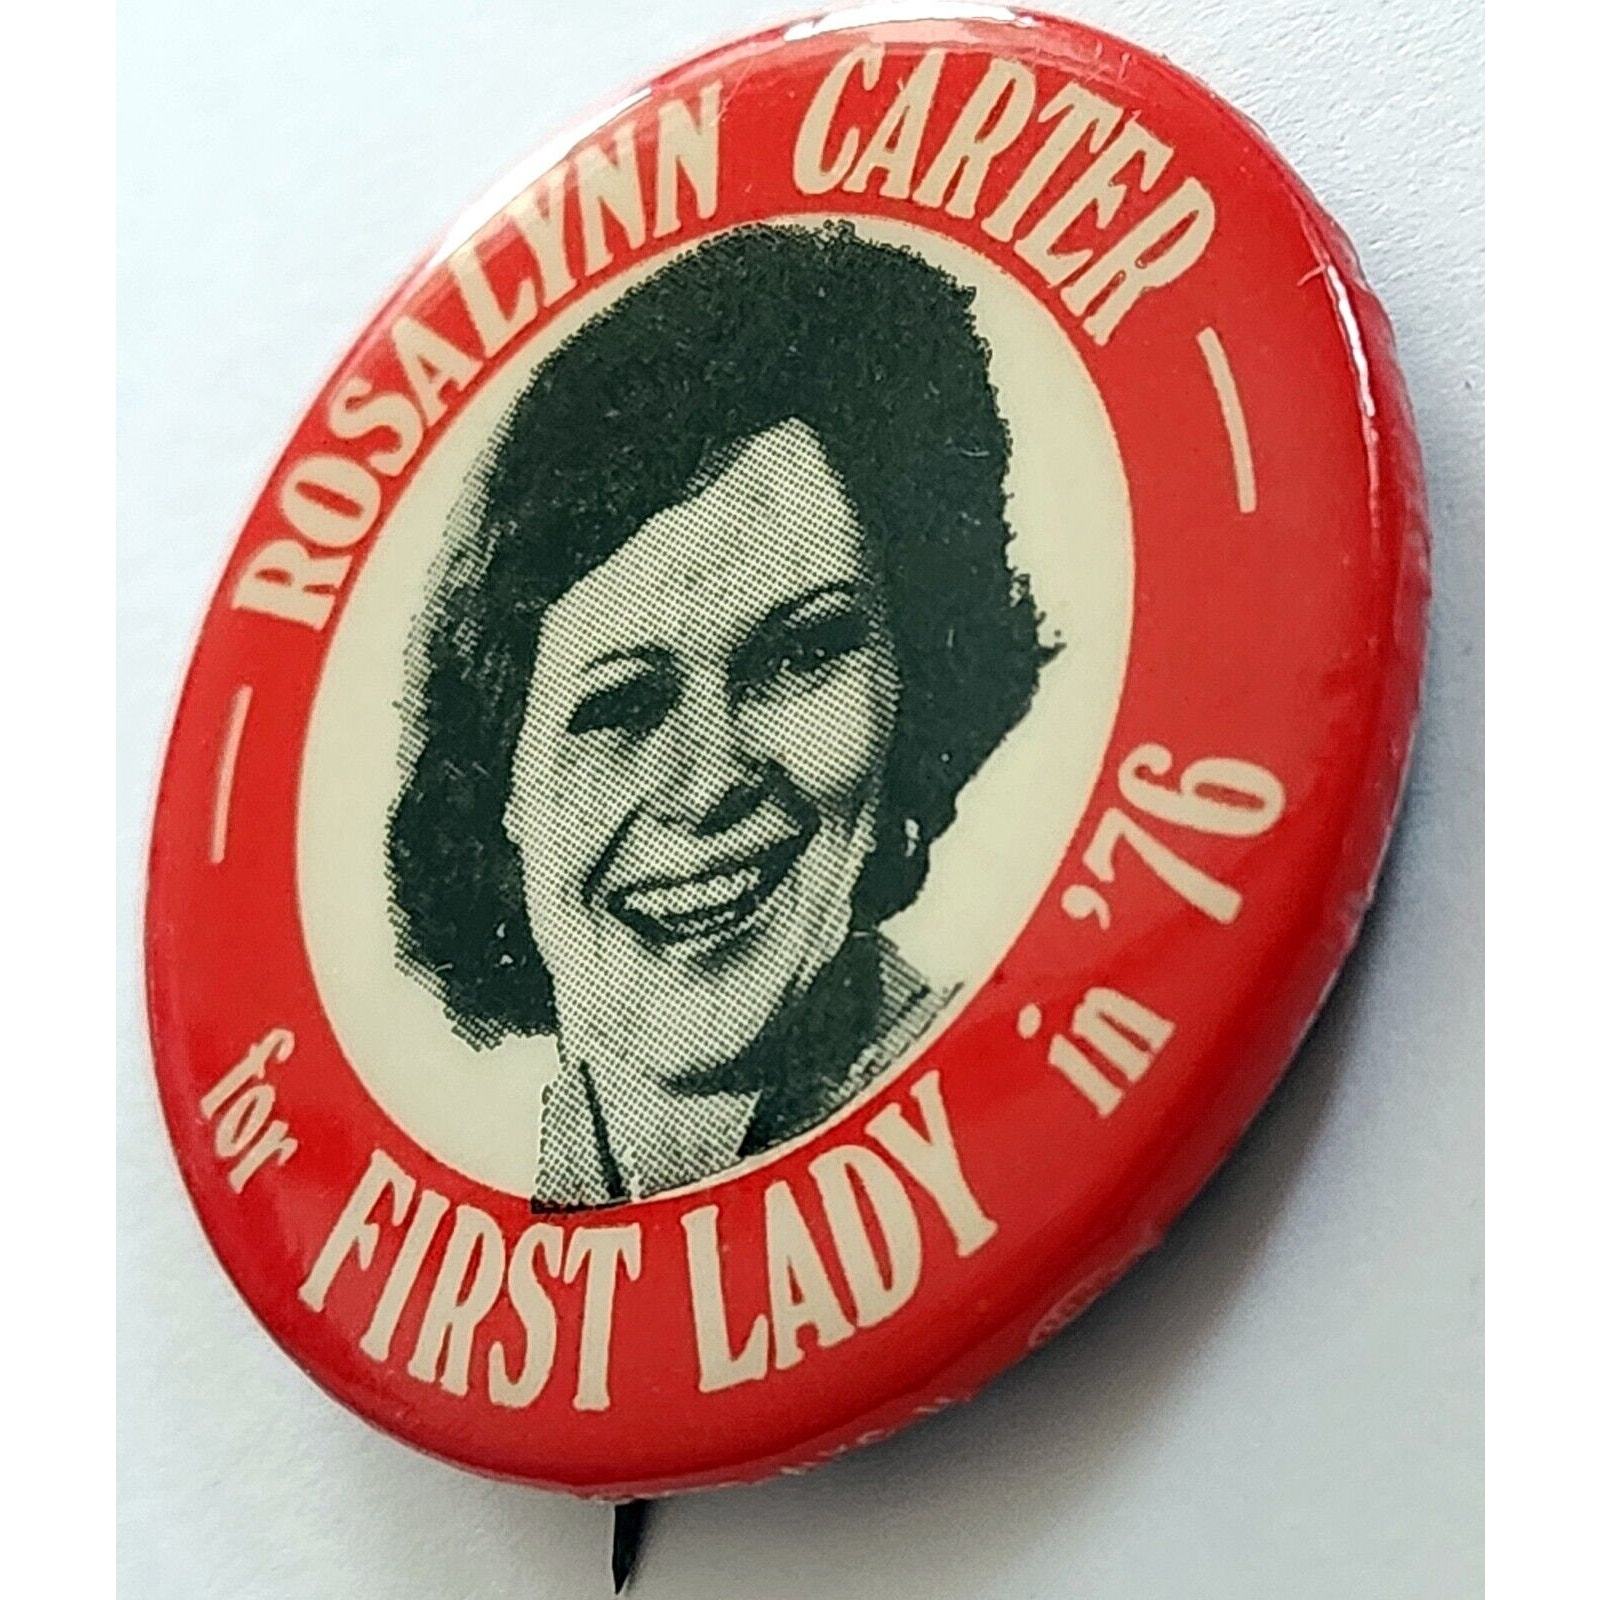 ROSALYNN CARTER
for FIRST LADY in '76